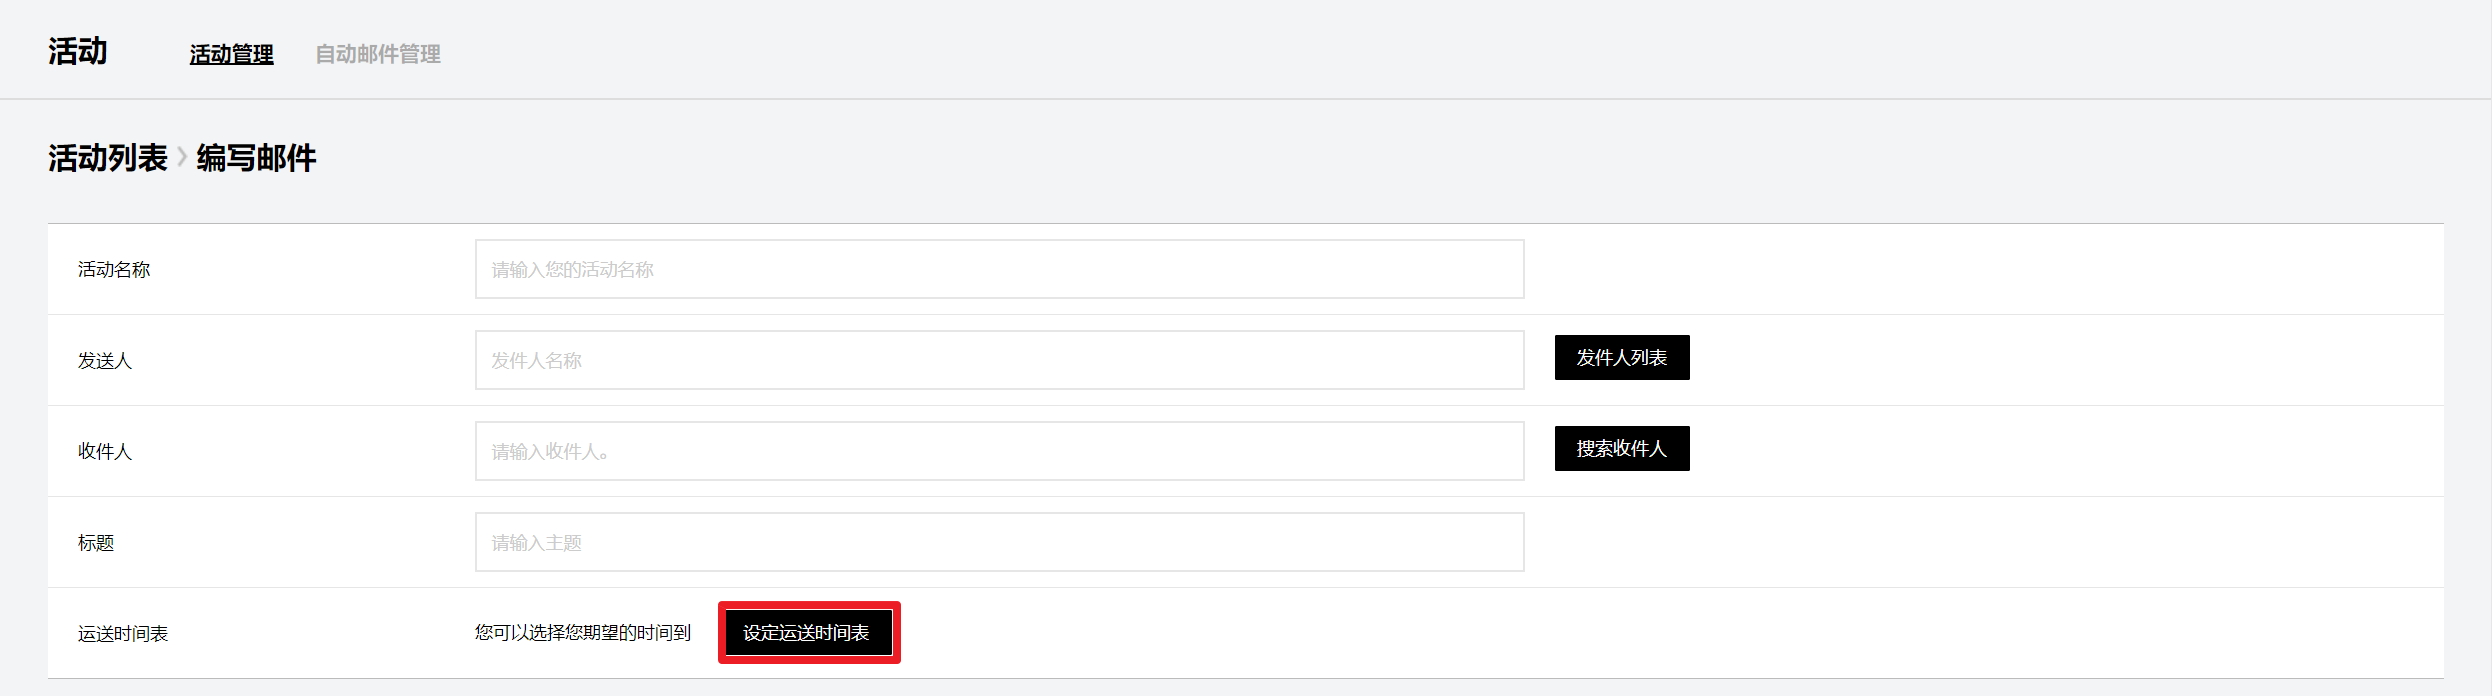 活动 活动管理 自动邮件管理
活动列表 > 编写邮件
活动名称 请输入您的活动名称
发送人 发件人名称 发件人列表
收件人 请输入收件人。 搜索收件人
标题 请输入主题
运送时间表 您可以选择您期望的时间到 设定运送时间表